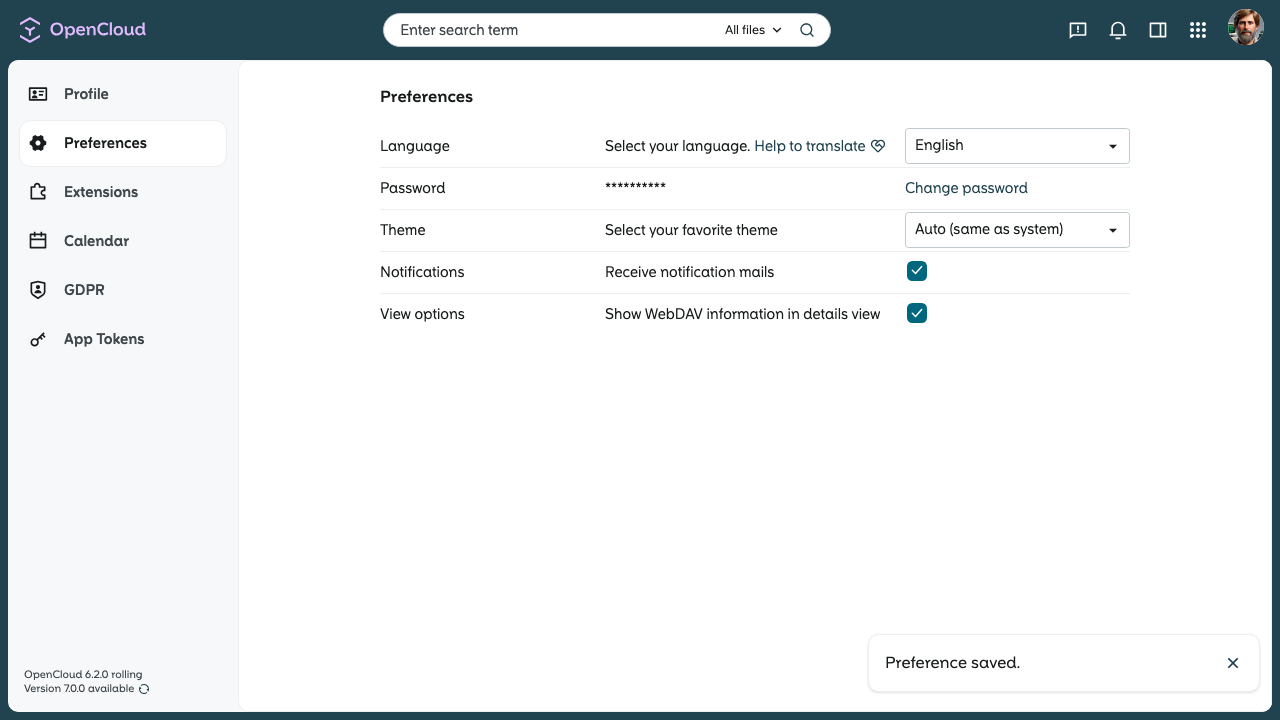 OpenCloud
Enter search term
All files
Profile
Preferences
Extensions
Calendar
GDPR
App Tokens
OpenCloud 6.2.0 rolling
Version 7.0.0 available
Preferences
Language
Select your language. Help to translate
English
Password
**********
Change password
Theme
Select your favorite theme
Auto (same as system)
Notifications
Receive notification mails
View options
Show WebDAV information in details view
Preference saved.